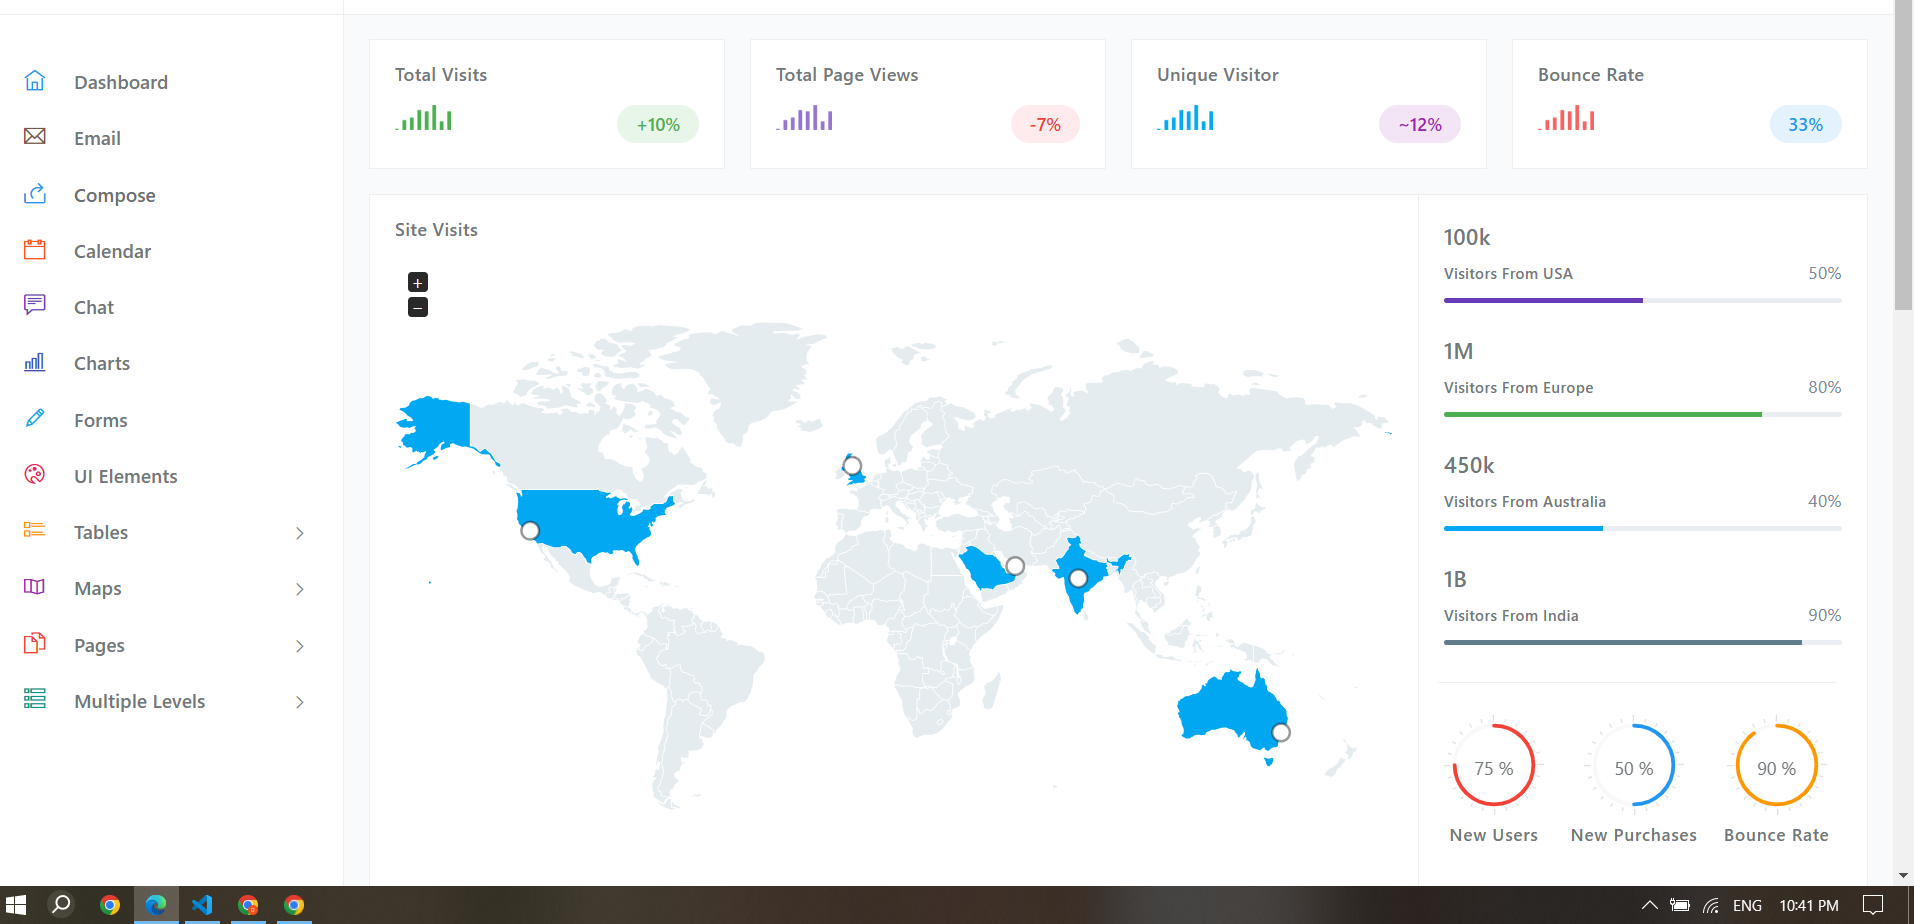 Dashboard
Email
Compose
Calendar
Chat
Charts
Forms
UI Elements
Tables
Maps
Pages
Multiple Levels
Total Visits
+10%
Total Page Views
-7%
Unique Visitor
~12%
Bounce Rate
33%
Site Visits
+
−
100k
Visitors From USA 50%
1M
Visitors From Europe 80%
450k
Visitors From Australia 40%
1B
Visitors From India 90%
75 %
New Users
50 %
New Purchases
90 %
Bounce Rate
ENG 10:41 PM